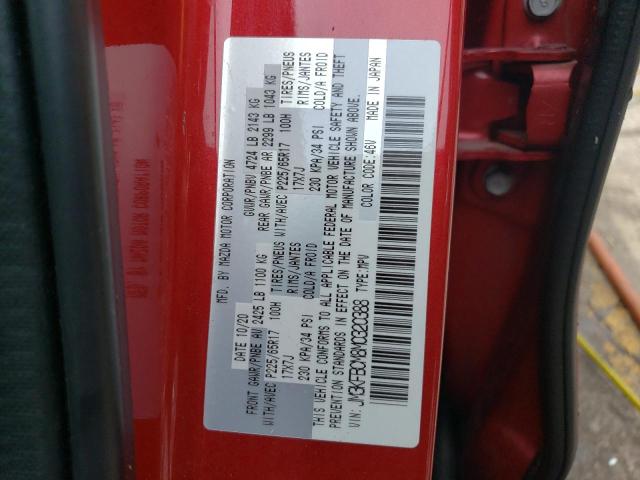 MFD. BY MAZDA MOTOR CORPORATION
DATE 10/20 GVWR/PNBV 4724 LB 2143 KG
FRONT GAWR/PNBE AV 2425 LB 1100 KG REAR GAWR/PNBE AR 2299 LB 1043 KG
WITH/AVEC P225/65R17 100H TIRES/PNEUS WITH/AVEC P225/65R17 100H TIRES/PNEUS
17X7J RIMS/JANTES 17X7J RIMS/JANTES
230 KPA/34 PSI COLD/A FROID 230 KPA/34 PSI COLD/A FROID
THIS VEHICLE CONFORMS TO ALL APPLICABLE FEDERAL MOTOR VEHICLE SAFETY AND THEFT
PREVENTION STANDARDS IN EFFECT ON THE DATE OF MANUFACTURE SHOWN ABOVE.
VIN: JM3KFBCM8M0320388 TYPE:MPV COLOR CODE:46V MADE IN JAPAN